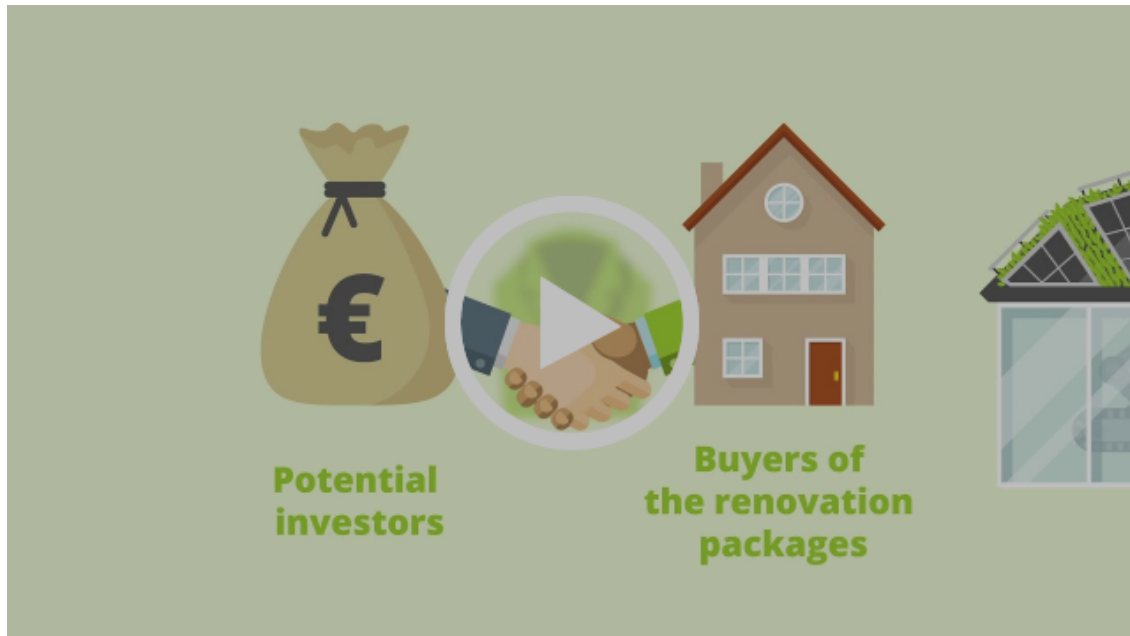 €
Potential
investors
Buyers of
the renovation
packages